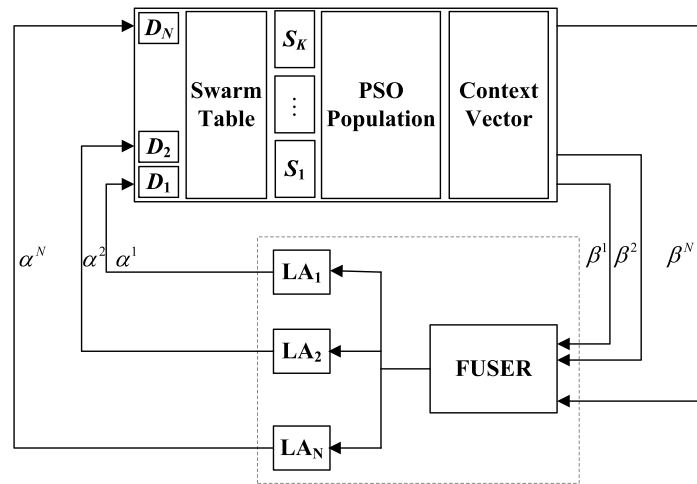 D_N
S_K
Swarm Table
PSO Population
Context Vector
⋮
D_2
D_1
S_1
α^N
α^2
α^1
β^1
β^2
β^N
LA_1
LA_2
LA_N
FUSER